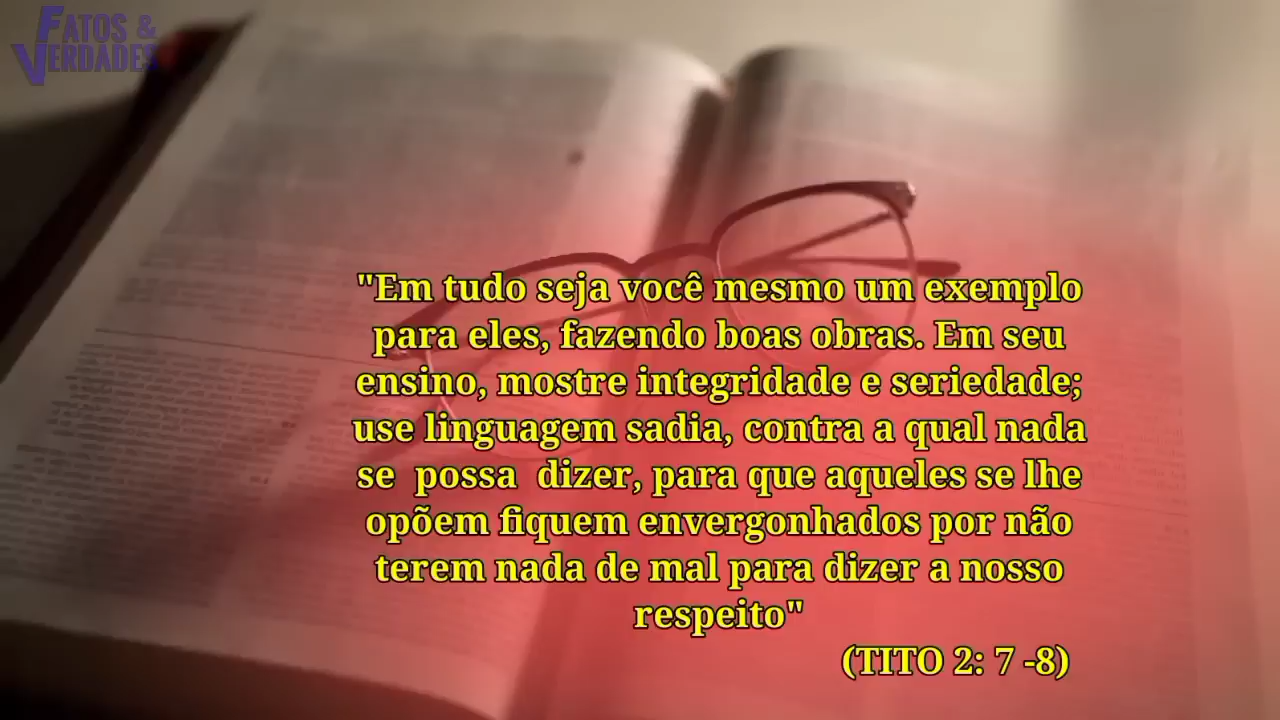 FATOS &
VERDADES
"Em tudo seja você mesmo um exemplo
para eles, fazendo boas obras. Em seu
ensino, mostre integridade e seriedade;
use linguagem sadia, contra a qual nada
se possa dizer, para que aqueles se lhe
opõem fiquem envergonhados por não
terem nada de mal para dizer a nosso
respeito"
(TITO 2: 7 -8)